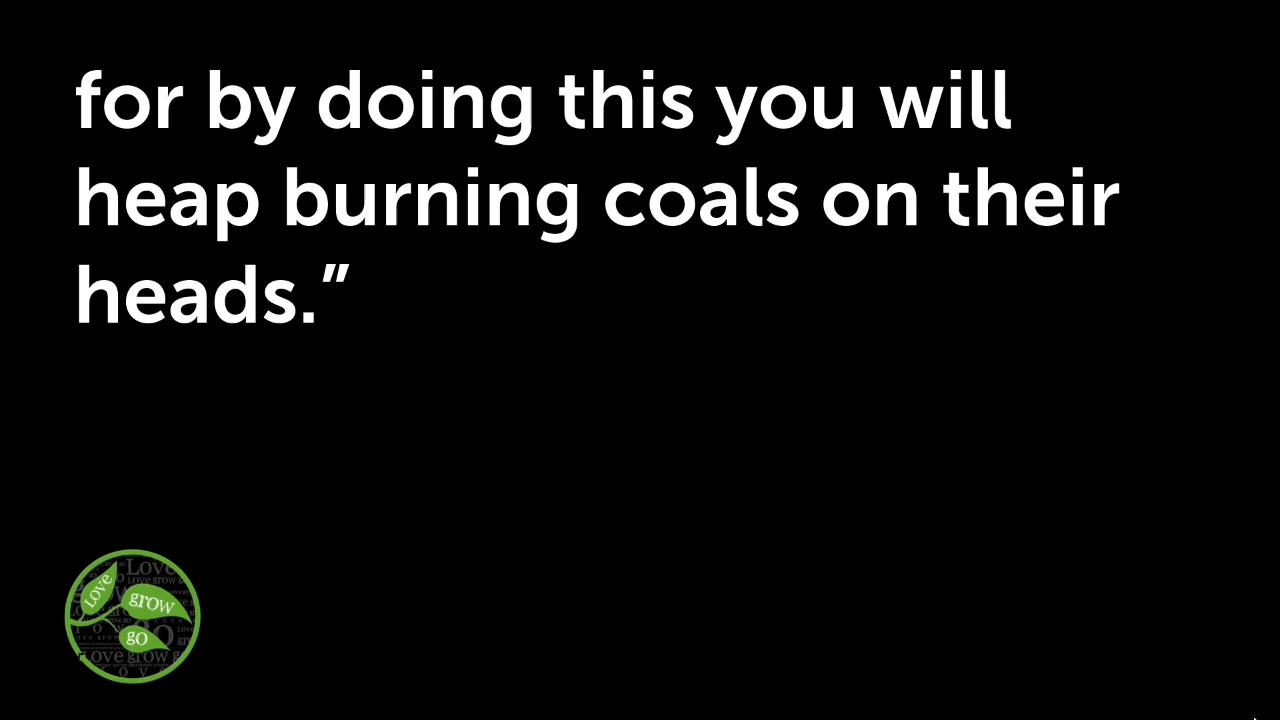 for by doing this you will
heap burning coals on their
heads.”
Love
grow
go